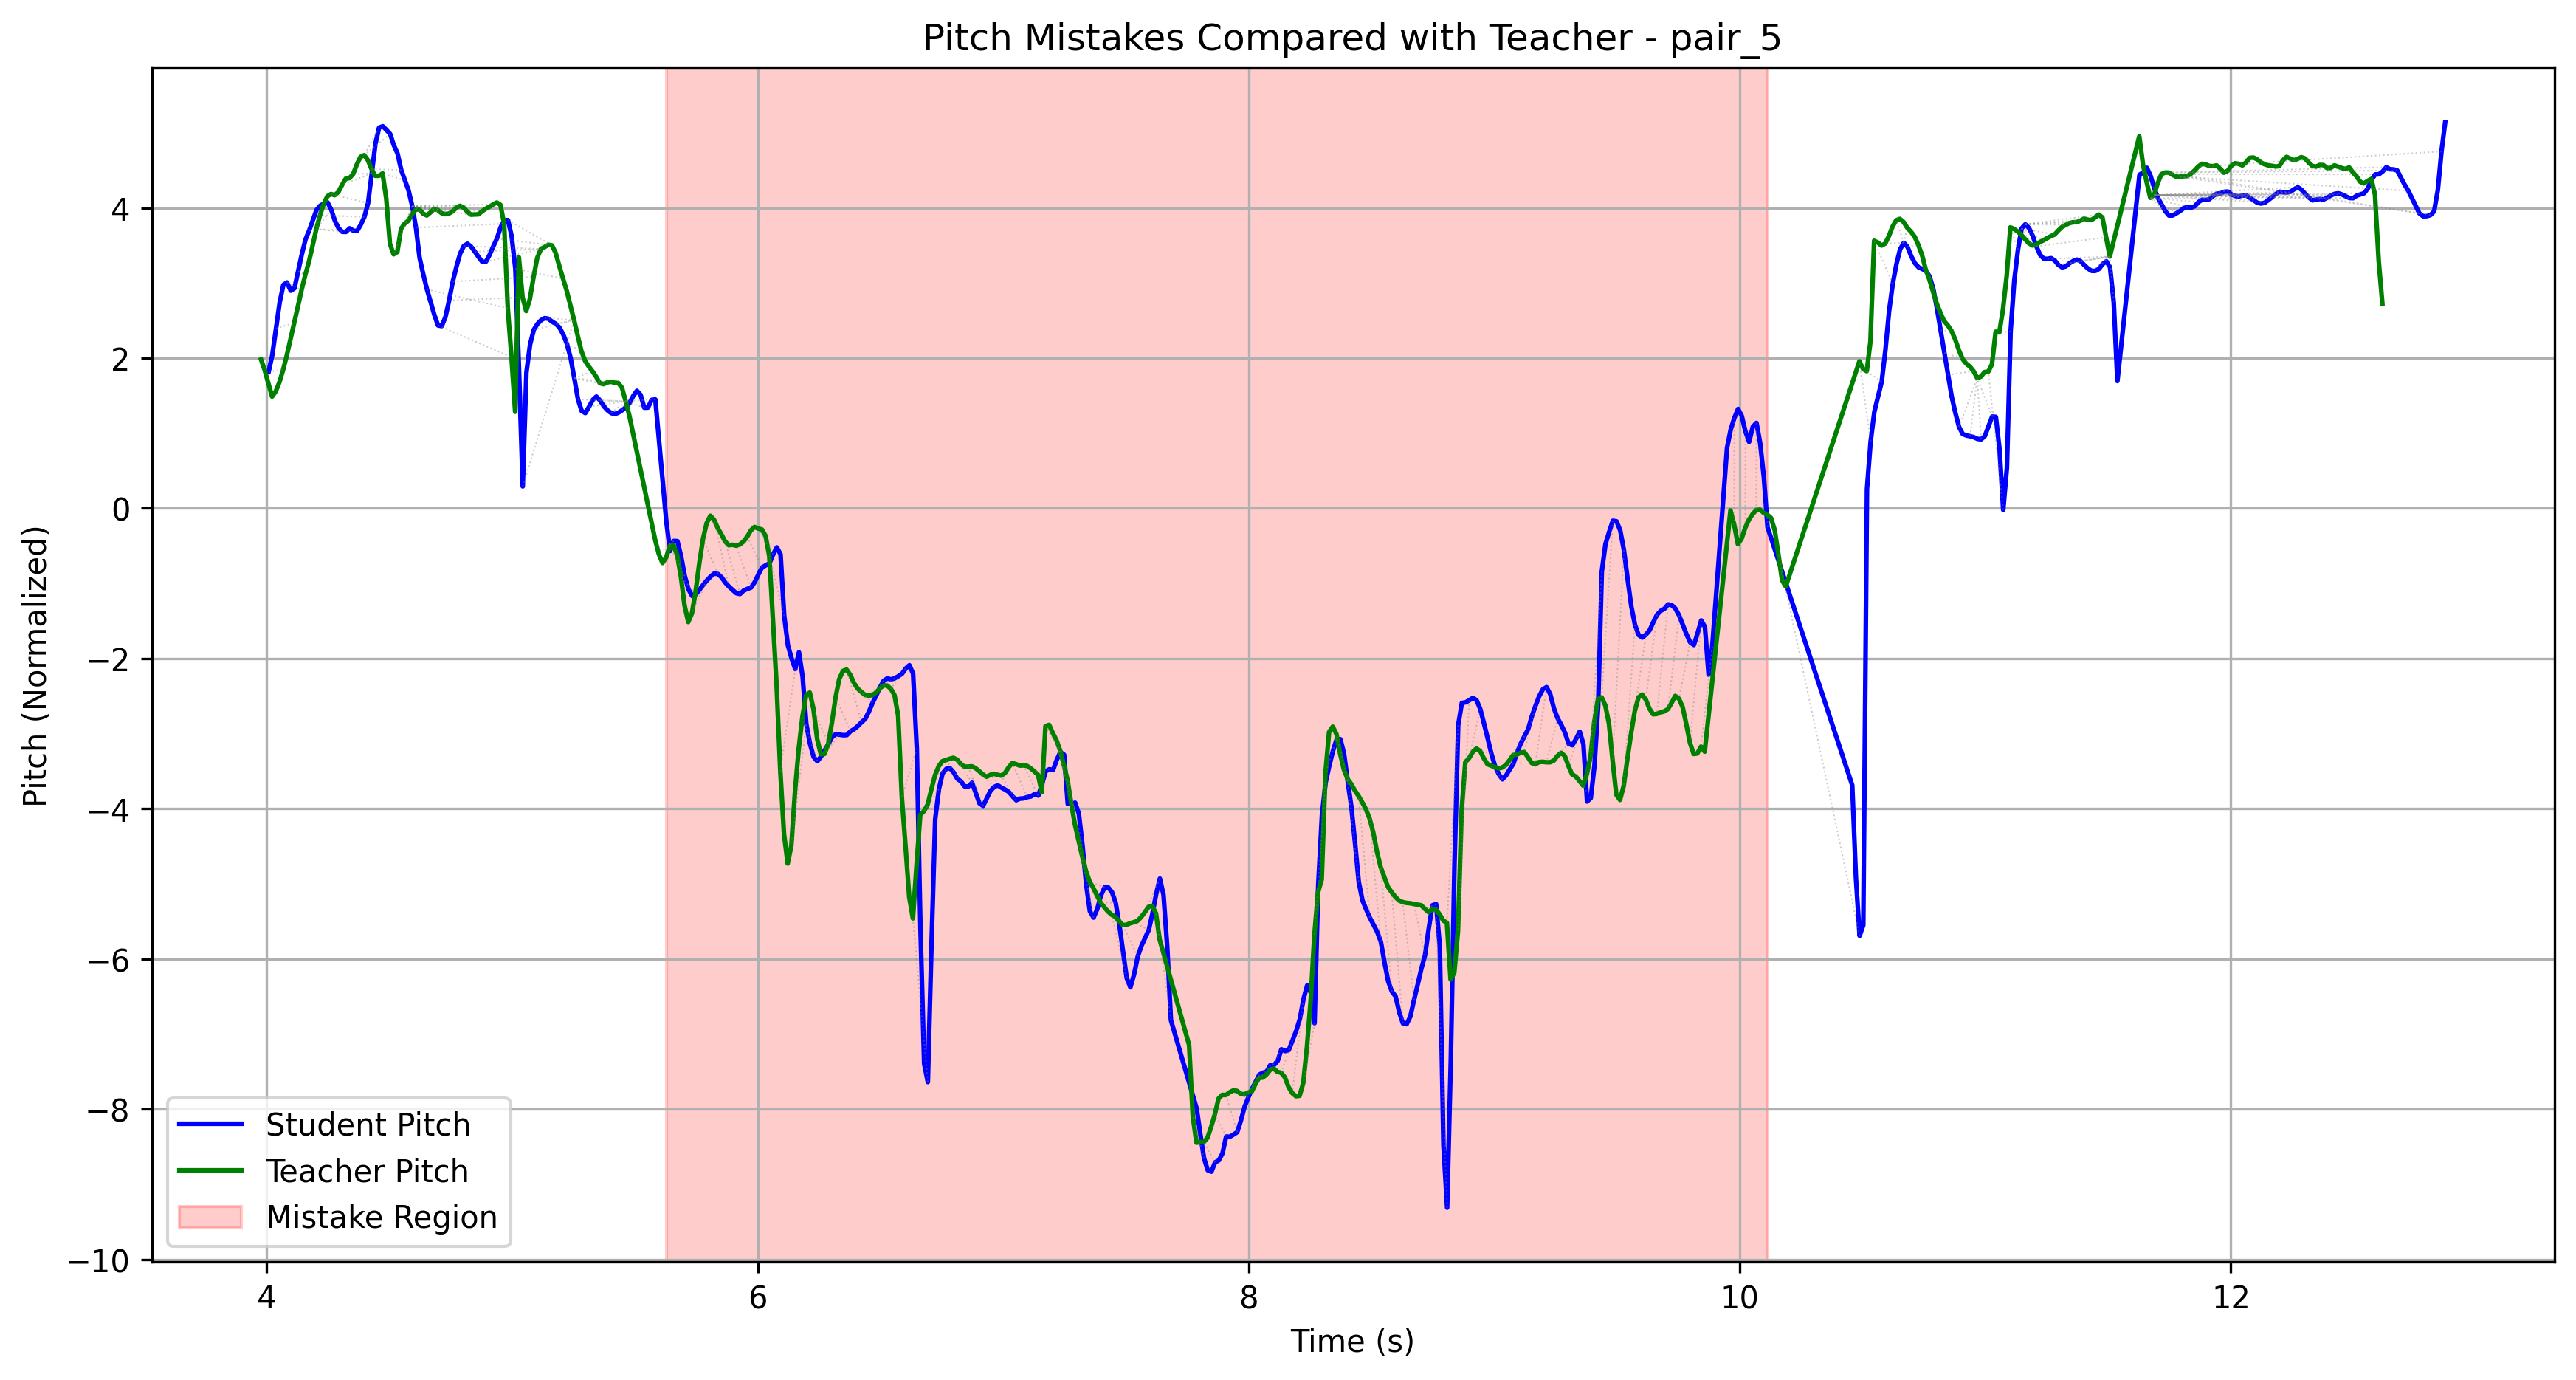 Pitch Mistakes Compared with Teacher - pair_5
Pitch (Normalized)
4
2
0
−2
−4
−6
−8
−10
Student Pitch
Teacher Pitch
Mistake Region
4 6 8 10 12
Time (s)